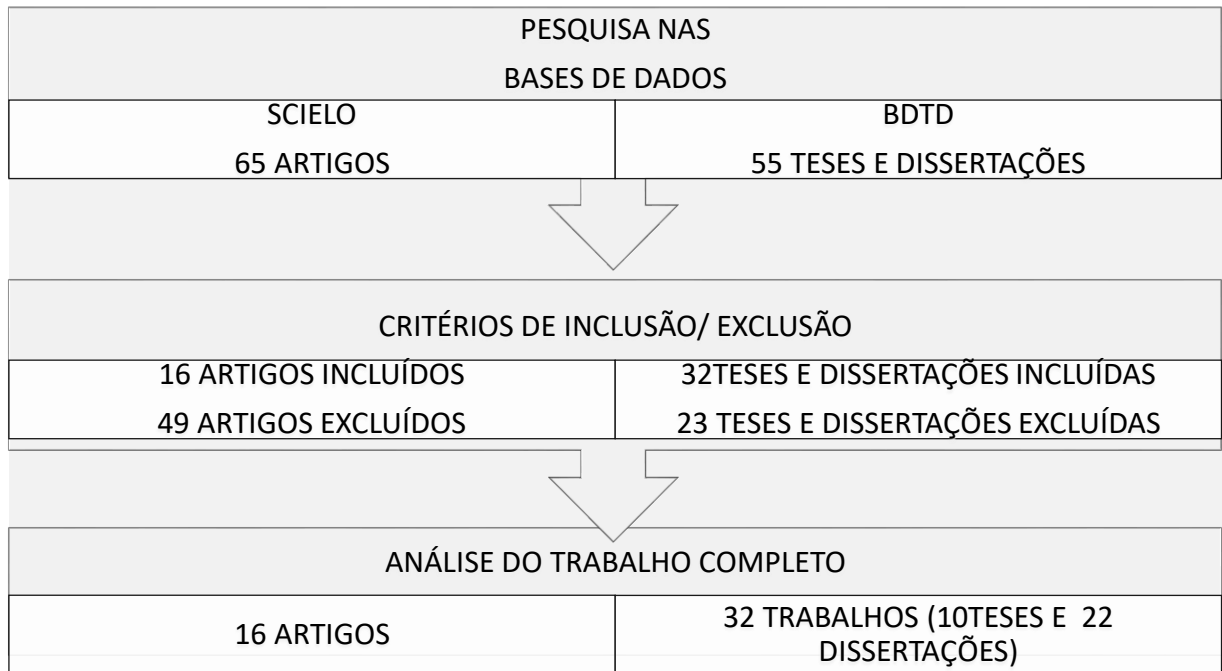 PESQUISA NAS
BASES DE DADOS
SCIELO
65 ARTIGOS
BDTD
55 TESES E DISSERTAÇÕES
CRITÉRIOS DE INCLUSÃO/ EXCLUSÃO
16 ARTIGOS INCLUÍDOS
49 ARTIGOS EXCLUÍDOS
32TESES E DISSERTAÇÕES INCLUÍDAS
23 TESES E DISSERTAÇÕES EXCLUÍDAS
ANÁLISE DO TRABALHO COMPLETO
16 ARTIGOS
32 TRABALHOS (10TESES E 22
DISSERTAÇÕES)